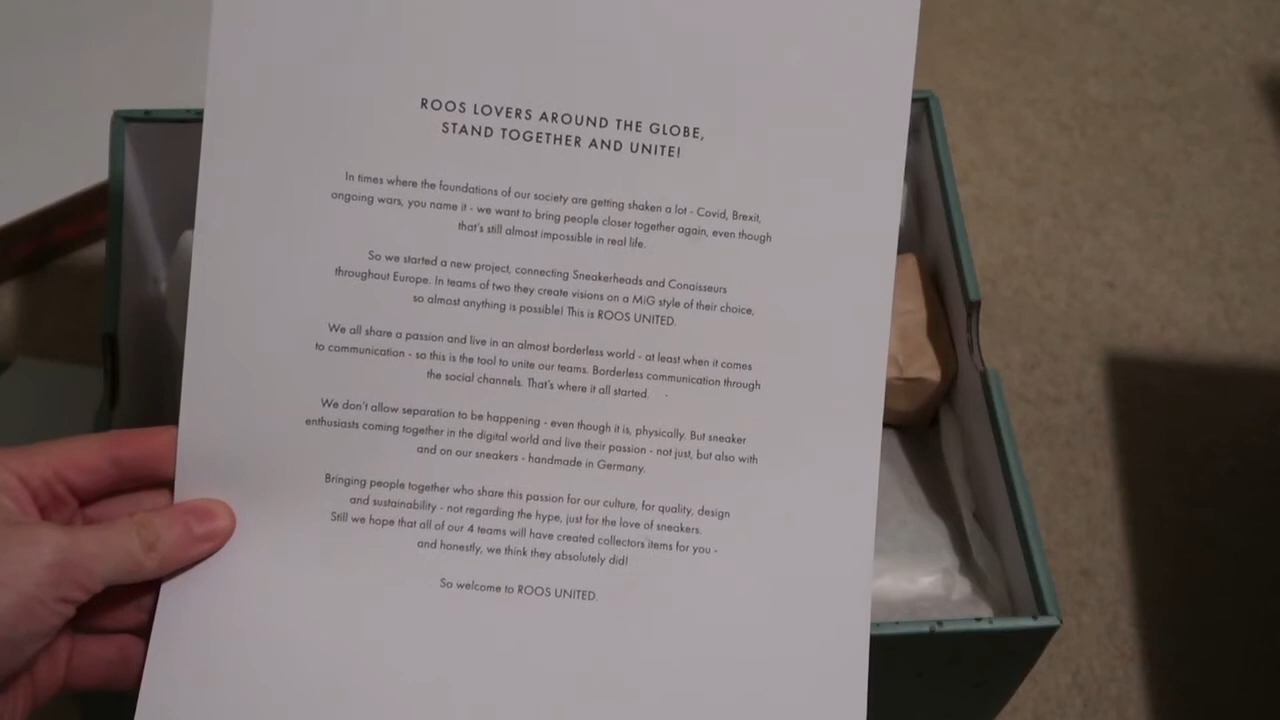 ROOS LOVERS AROUND THE GLOBE,
STAND TOGETHER AND UNITE!
In times where the foundations of our society are getting shaken a lot - Covid, Brexit,
ongoing wars, you name it - we want to bring people closer together again, even though
that's still almost impossible in real life.
So we started a new project, connecting Sneakerheads and Conaisseurs
throughout Europe. In teams of two they create visions on a MiG style of their choice,
so almost anything is possible! This is ROOS UNITED.
We all share a passion and live in an almost borderless world - at least when it comes
to communication - so this is the tool to unite our teams. Borderless communication through
the social channels. That's where it all started.
We don't allow separation to be happening - even though it is, physically. But sneaker
enthusiasts coming together in the digital world and live their passion - not just, but also with
and on our sneakers - handmade in Germany.
Bringing people together who share this passion for our culture, for quality, design
and sustainability - not regarding the hype, just for the love of sneakers.
Still we hope that all of our 4 teams will have created collectors items for you -
and honestly, we think they absolutely did!
So welcome to ROOS UNITED.